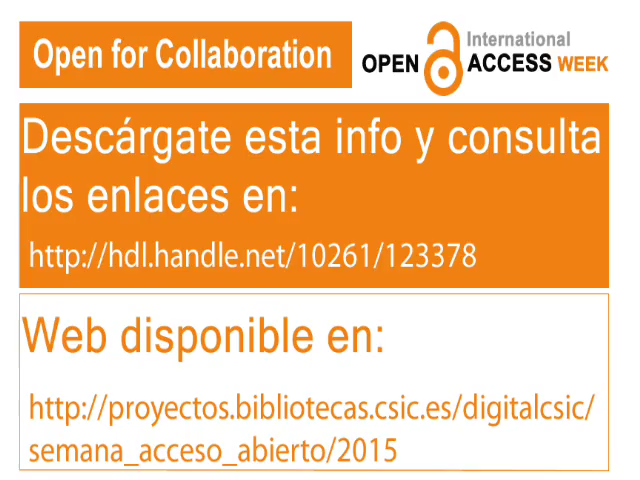 Open for Collaboration
International
OPEN ACCESS WEEK
Descárgate esta info y consulta
los enlaces en:
http://hdl.handle.net/10261/123378
Web disponible en:
http://proyectos.bibliotecas.csic.es/digitalcsic/
semana_acceso_abierto/2015